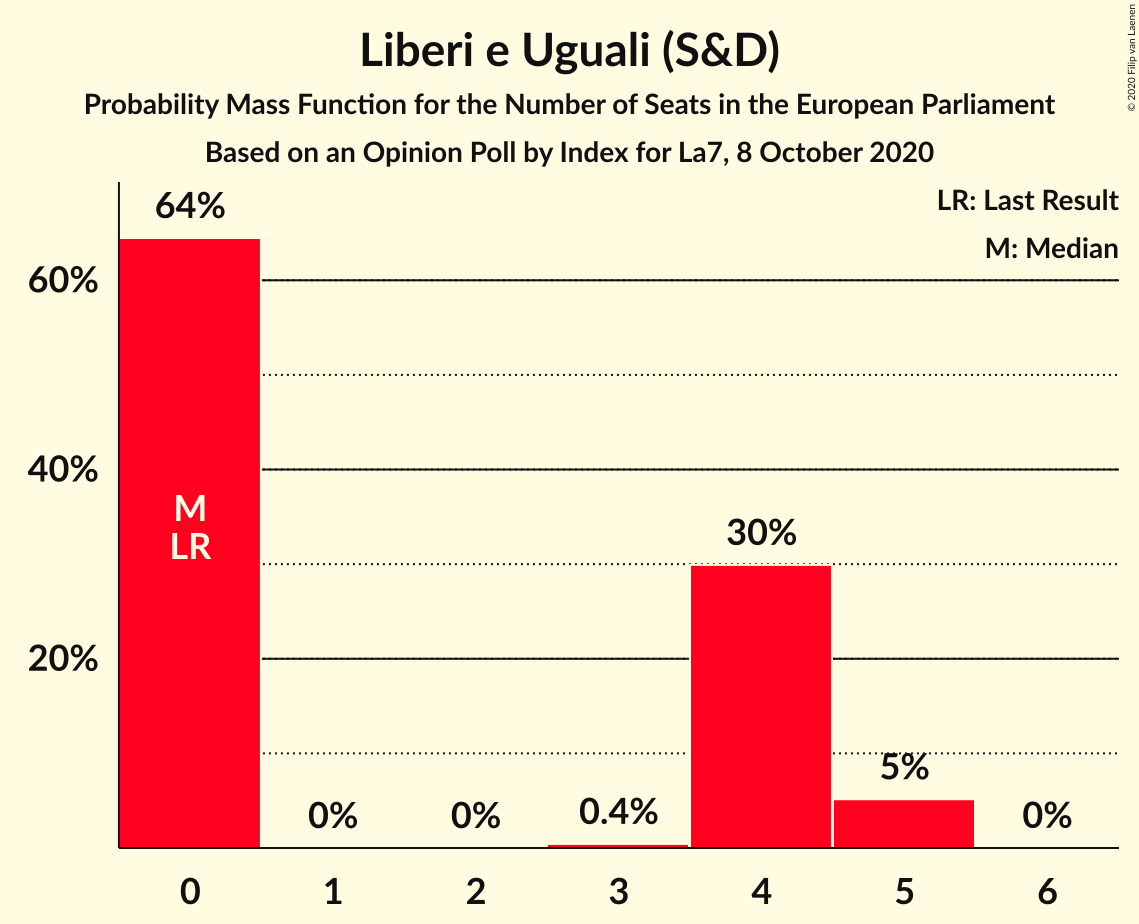 Liberi e Uguali (S&D)
Probability Mass Function for the Number of Seats in the European Parliament
Based on an Opinion Poll by Index for La7, 8 October 2020
© 2020 Filip van Laenen
LR: Last Result
M: Median
64%
60%
40%
20%
M
LR
0%
0%
0.4%
30%
5%
0%
0
1
2
3
4
5
6